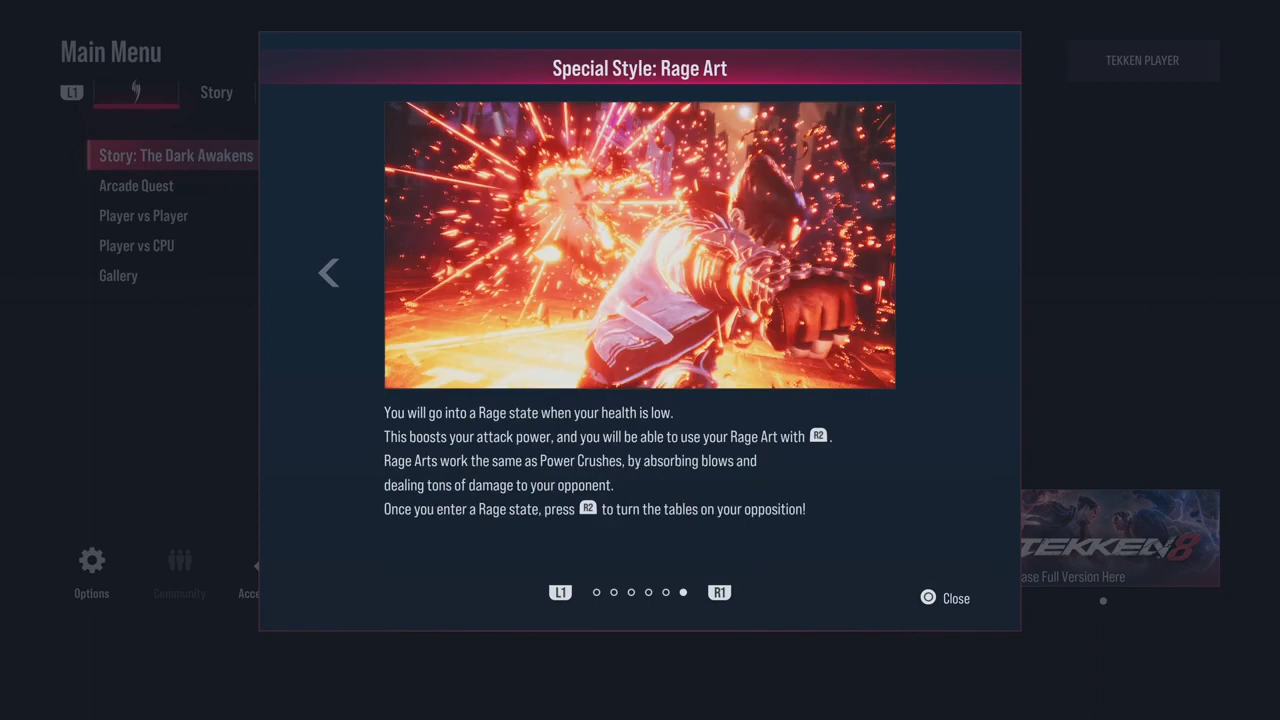 Main Menu
TEKKEN PLAYER
L1
Story
Story: The Dark Awakens
Arcade Quest
Player vs Player
Player vs CPU
Gallery
Special Style: Rage Art
You will go into a Rage state when your health is low.
This boosts your attack power, and you will be able to use your Rage Art with R2.
Rage Arts work the same as Power Crushes, by absorbing blows and
dealing tons of damage to your opponent.
Once you enter a Rage state, press R2 to turn the tables on your opposition!
L1 R1
Close
Options
Community
Acce
TEKKEN 8
ase Full Version Here